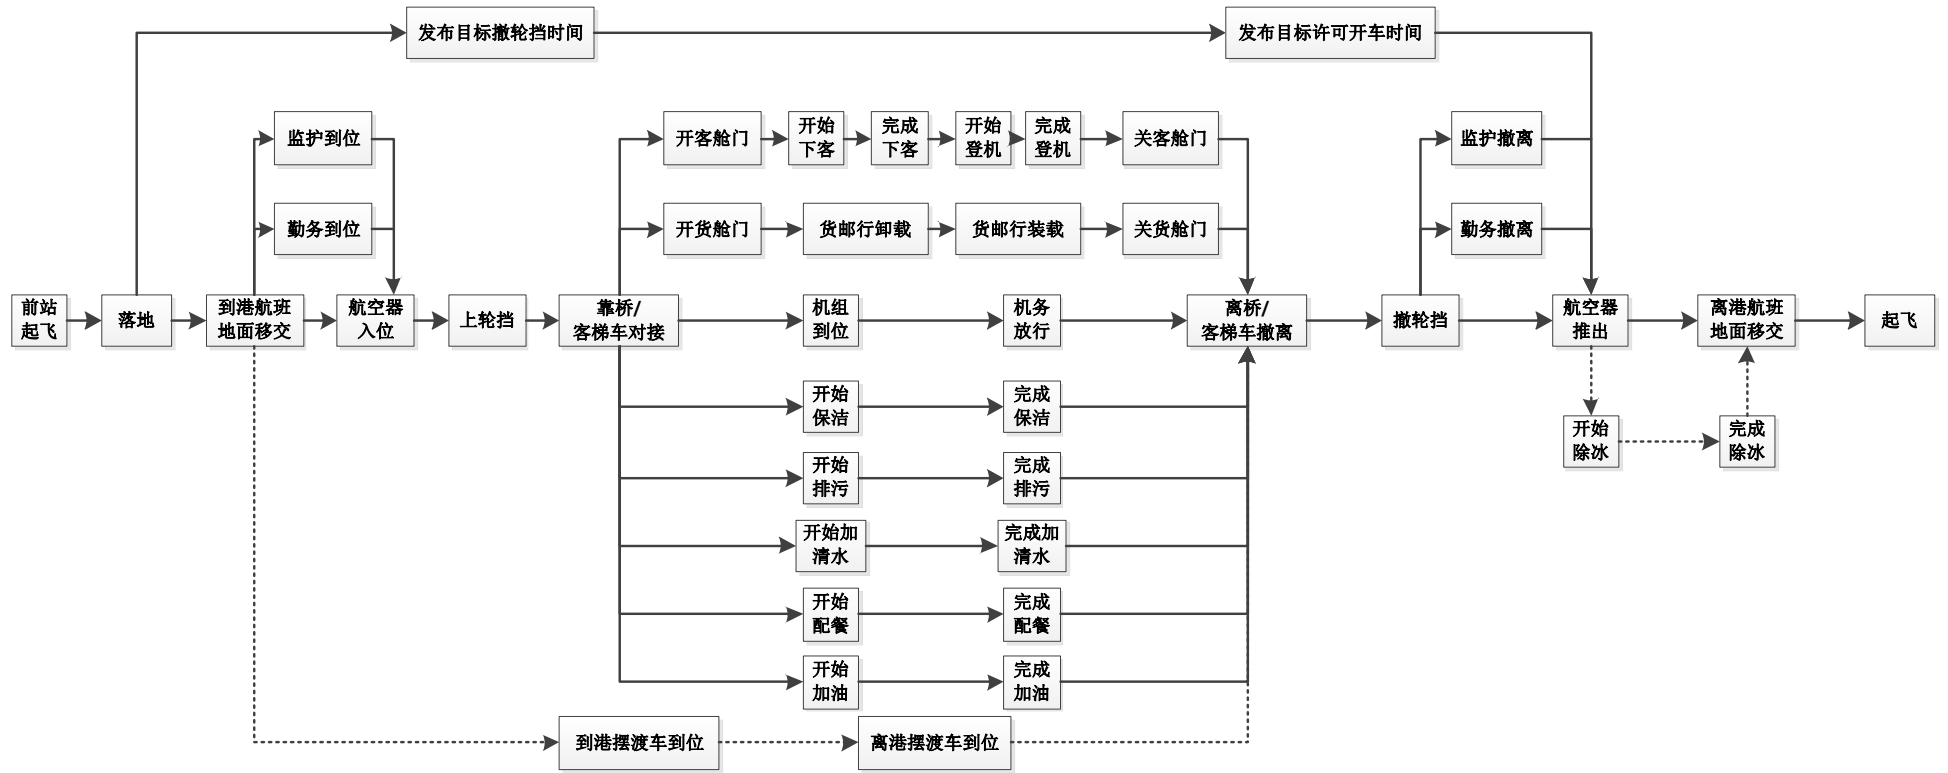 发布目标撤轮挡时间
发布目标许可开车时间
监护到位
开客舱门
开始
下客
完成
下客
开始
登机
完成
登机
关客舱门
监护撤离
勤务到位
开货舱门
货邮行卸载
货邮行装载
关货舱门
勤务撤离
前站
起飞
落地
到港航班
地面移交
航空器
入位
上轮挡
靠桥/
客梯车对接
机组
到位
机务
放行
离桥/
客梯车撤离
撤轮挡
航空器
推出
离港航班
地面移交
起飞
开始
保洁
完成
保洁
开始
除冰
完成
除冰
开始
排污
完成
排污
开始加
清水
完成加
清水
开始
配餐
完成
配餐
开始
加油
完成
加油
到港摆渡车到位
离港摆渡车到位